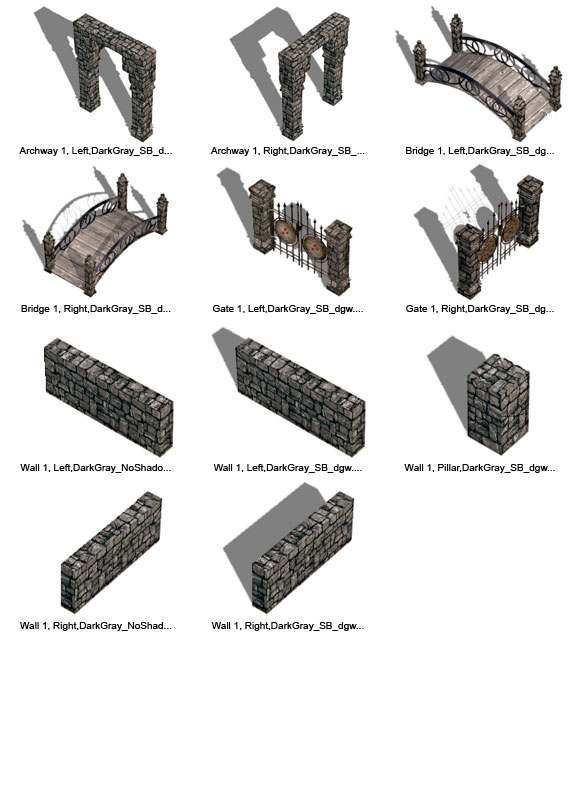 Archway 1, Left,DarkGray_SB_d...
Archway 1, Right,DarkGray_SB_...
Bridge 1, Left,DarkGray_SB_dg...
Bridge 1, Right,DarkGray_SB_d...
Gate 1, Left,DarkGray_SB_dgw....
Gate 1, Right,DarkGray_SB_dg...
Wall 1, Left,DarkGray_NoShado...
Wall 1, Left,DarkGray_SB_dgw....
Wall 1, Pillar,DarkGray_SB_dgw...
Wall 1, Right,DarkGray_NoShad...
Wall 1, Right,DarkGray_SB_dgw...